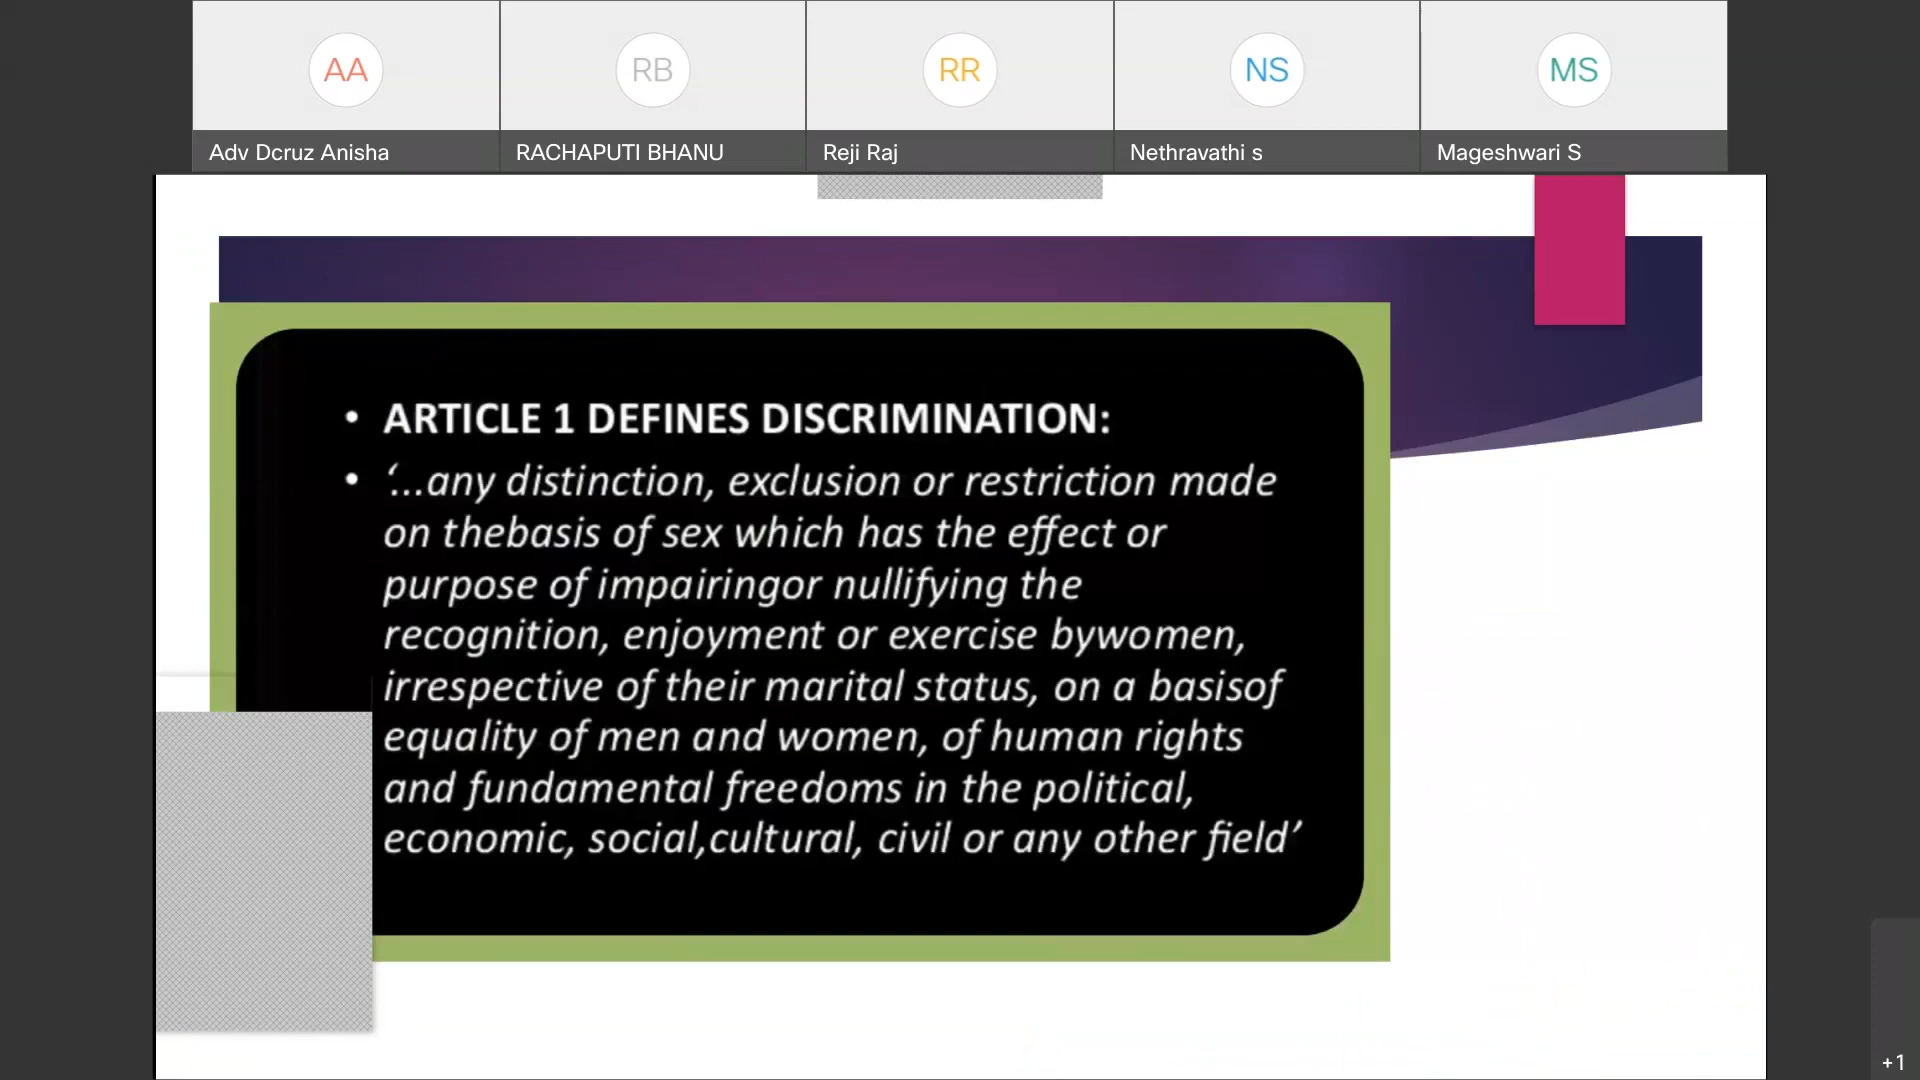 AA
RB
RR
NS
MS
Adv Dcruz Anisha
RACHAPUTI BHANU
Reji Raj
Nethravathi s
Mageshwari S
• ARTICLE 1 DEFINES DISCRIMINATION:
• ‘...any distinction, exclusion or restriction made
on thebasis of sex which has the effect or
purpose of impairingor nullifying the
recognition, enjoyment or exercise bywomen,
irrespective of their marital status, on a basisof
equality of men and women, of human rights
and fundamental freedoms in the political,
economic, social,cultural, civil or any other field’
+1